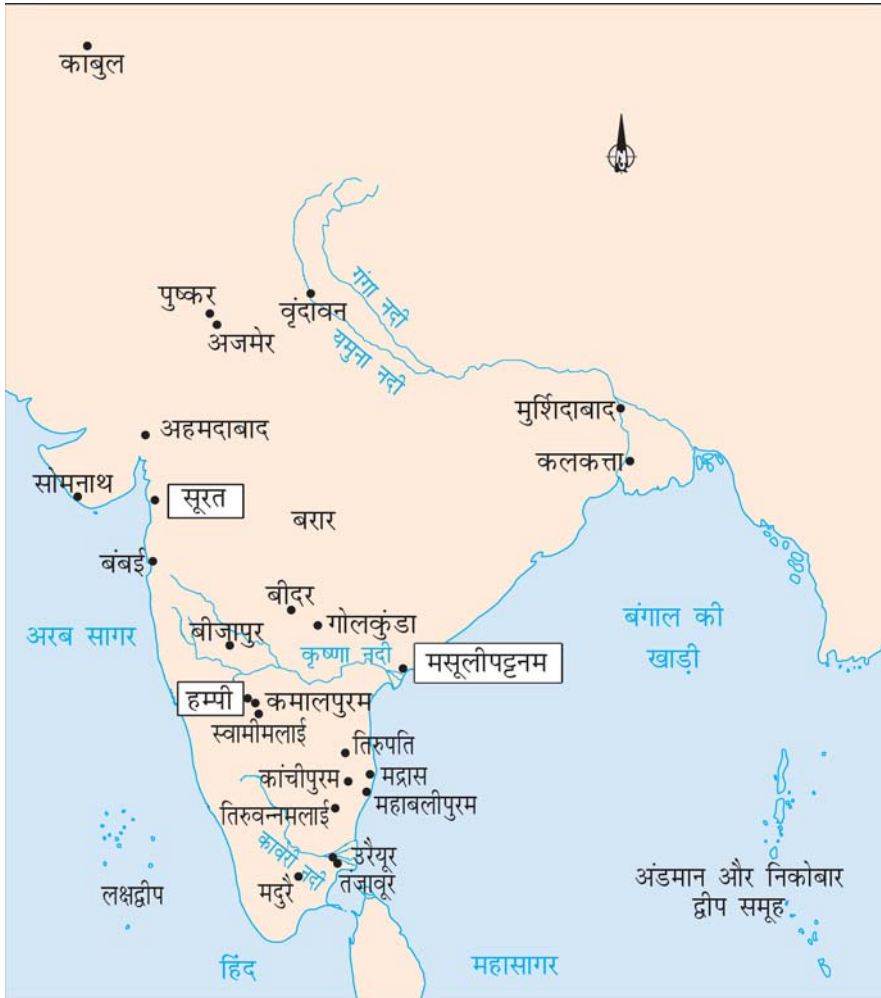 काबुल
पुष्कर
अजमेर
वृंदावन
गंगा नदी
यमुना नदी
मुर्शिदाबाद
अहमदाबाद
कलकत्ता
सोमनाथ
सूरत
बरार
बंबई
बीदर
गोलकुंडा
बीजापुर
अरब सागर
बंगाल की
खाड़ी
कृष्णा नदी
मसूलीपट्टनम
हम्पी
कमालपुरम
स्वामीमलाई
तिरुपति
कांचीपुरम
मद्रास
महाबलीपुरम
तिरुवन्नमलाई
कावेरी नदी
उरैयूर
तंजावूर
मदुरै
लक्षद्वीप
अंडमान और निकोबार
द्वीप समूह
हिंद
महासागर